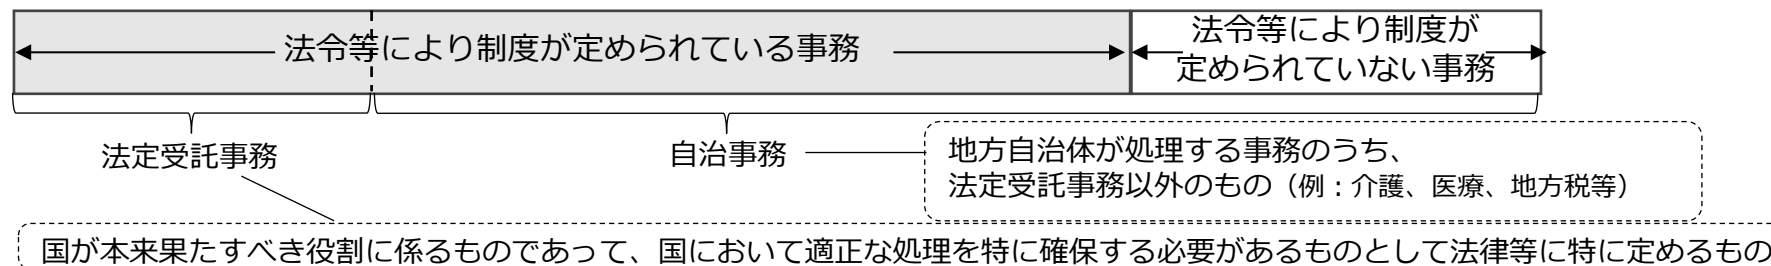 法令等により制度が定められている事務
法令等により制度が
定められていない事務
法定受託事務
自治事務
地方自治体が処理する事務のうち、
法定受託事務以外のもの（例：介護、医療、地方税等）
国が本来果たすべき役割に係るものであって、国において適正な処理を特に確保する必要があるものとして法律等に特に定めるもの